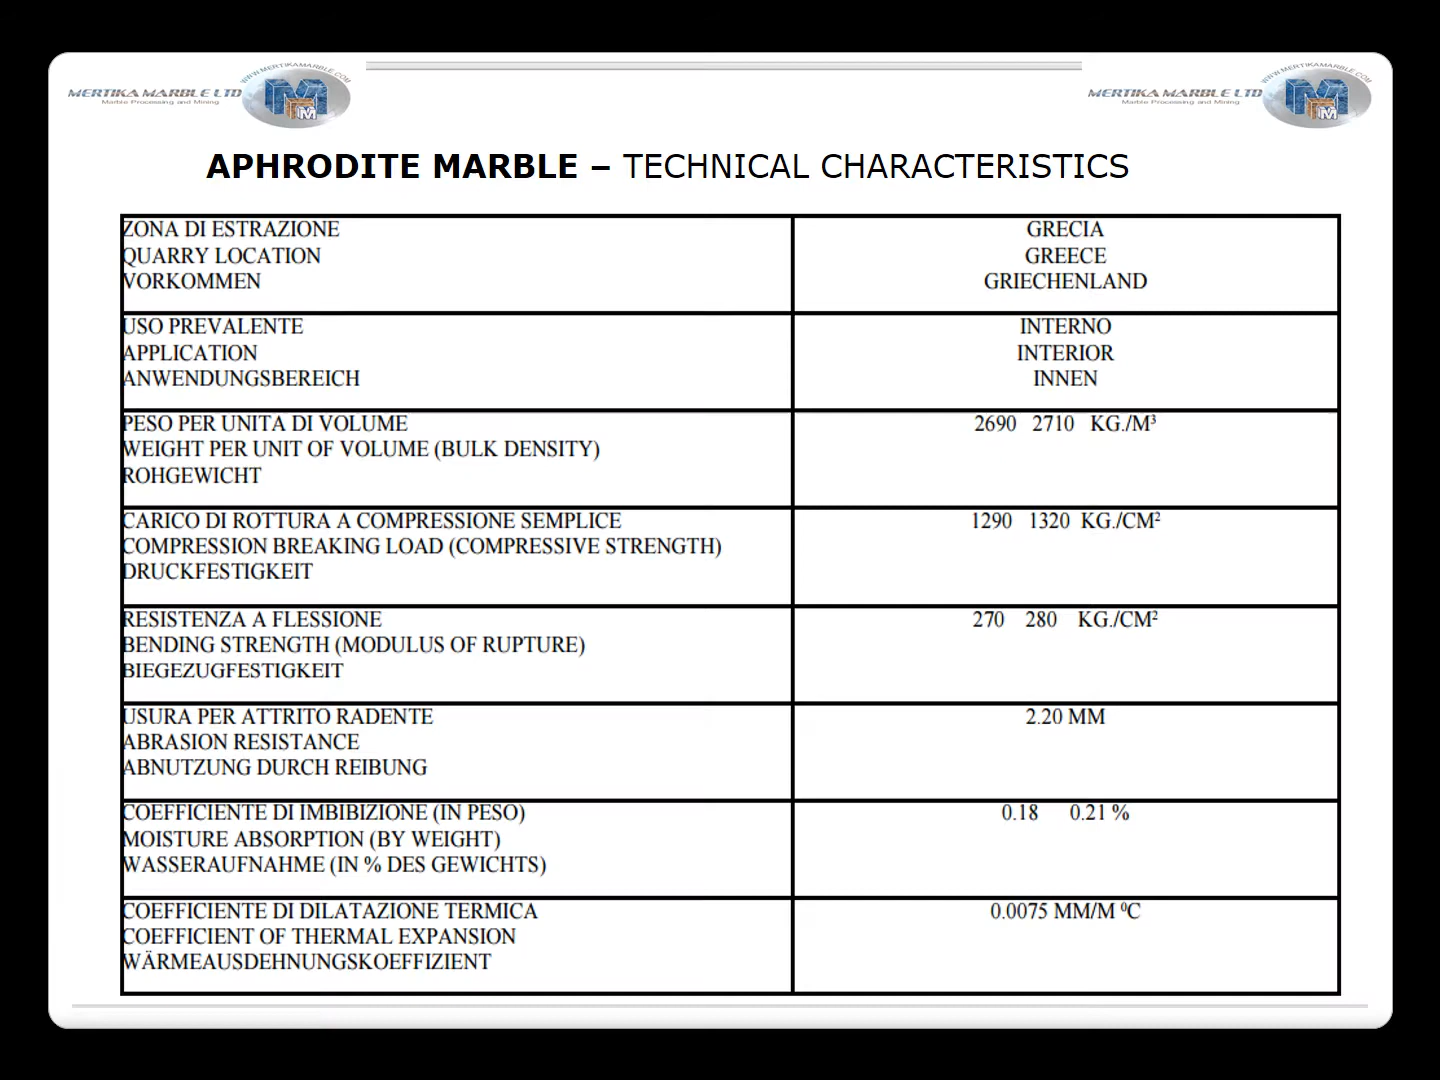 WWW.MERTIKAMARBLE.COM
MERTIKA MARBLE LTD
Marble Processing and Mining
WWW.MERTIKAMARBLE.COM
MERTIKA MARBLE LTD
Marble Processing and Mining
APHRODITE MARBLE – TECHNICAL CHARACTERISTICS
ZONA DI ESTRAZIONE
QUARRY LOCATION
VORKOMMEN
GRECIA
GREECE
GRIECHENLAND
USO PREVALENTE
APPLICATION
ANWENDUNGSBEREICH
INTERNO
INTERIOR
INNEN
PESO PER UNITA DI VOLUME
WEIGHT PER UNIT OF VOLUME (BULK DENSITY)
ROHGEWICHT
2690 2710 KG./M³
CARICO DI ROTTURA A COMPRESSIONE SEMPLICE
COMPRESSION BREAKING LOAD (COMPRESSIVE STRENGTH)
DRUCKFESTIGKEIT
1290 1320 KG./CM²
RESISTENZA A FLESSIONE
BENDING STRENGTH (MODULUS OF RUPTURE)
BIEGEZUGFESTIGKEIT
270 280 KG./CM²
USURA PER ATTRITO RADENTE
ABRASION RESISTANCE
ABNUTZUNG DURCH REIBUNG
2.20 MM
COEFFICIENTE DI IMBIBIZIONE (IN PESO)
MOISTURE ABSORPTION (BY WEIGHT)
WASSERAUFNAHME (IN % DES GEWICHTS)
0.18 0.21 %
COEFFICIENTE DI DILATAZIONE TERMICA
COEFFICIENT OF THERMAL EXPANSION
WÄRMEAUSDEHNUNGSKOEFFIZIENT
0.0075 MM/M ⁰C